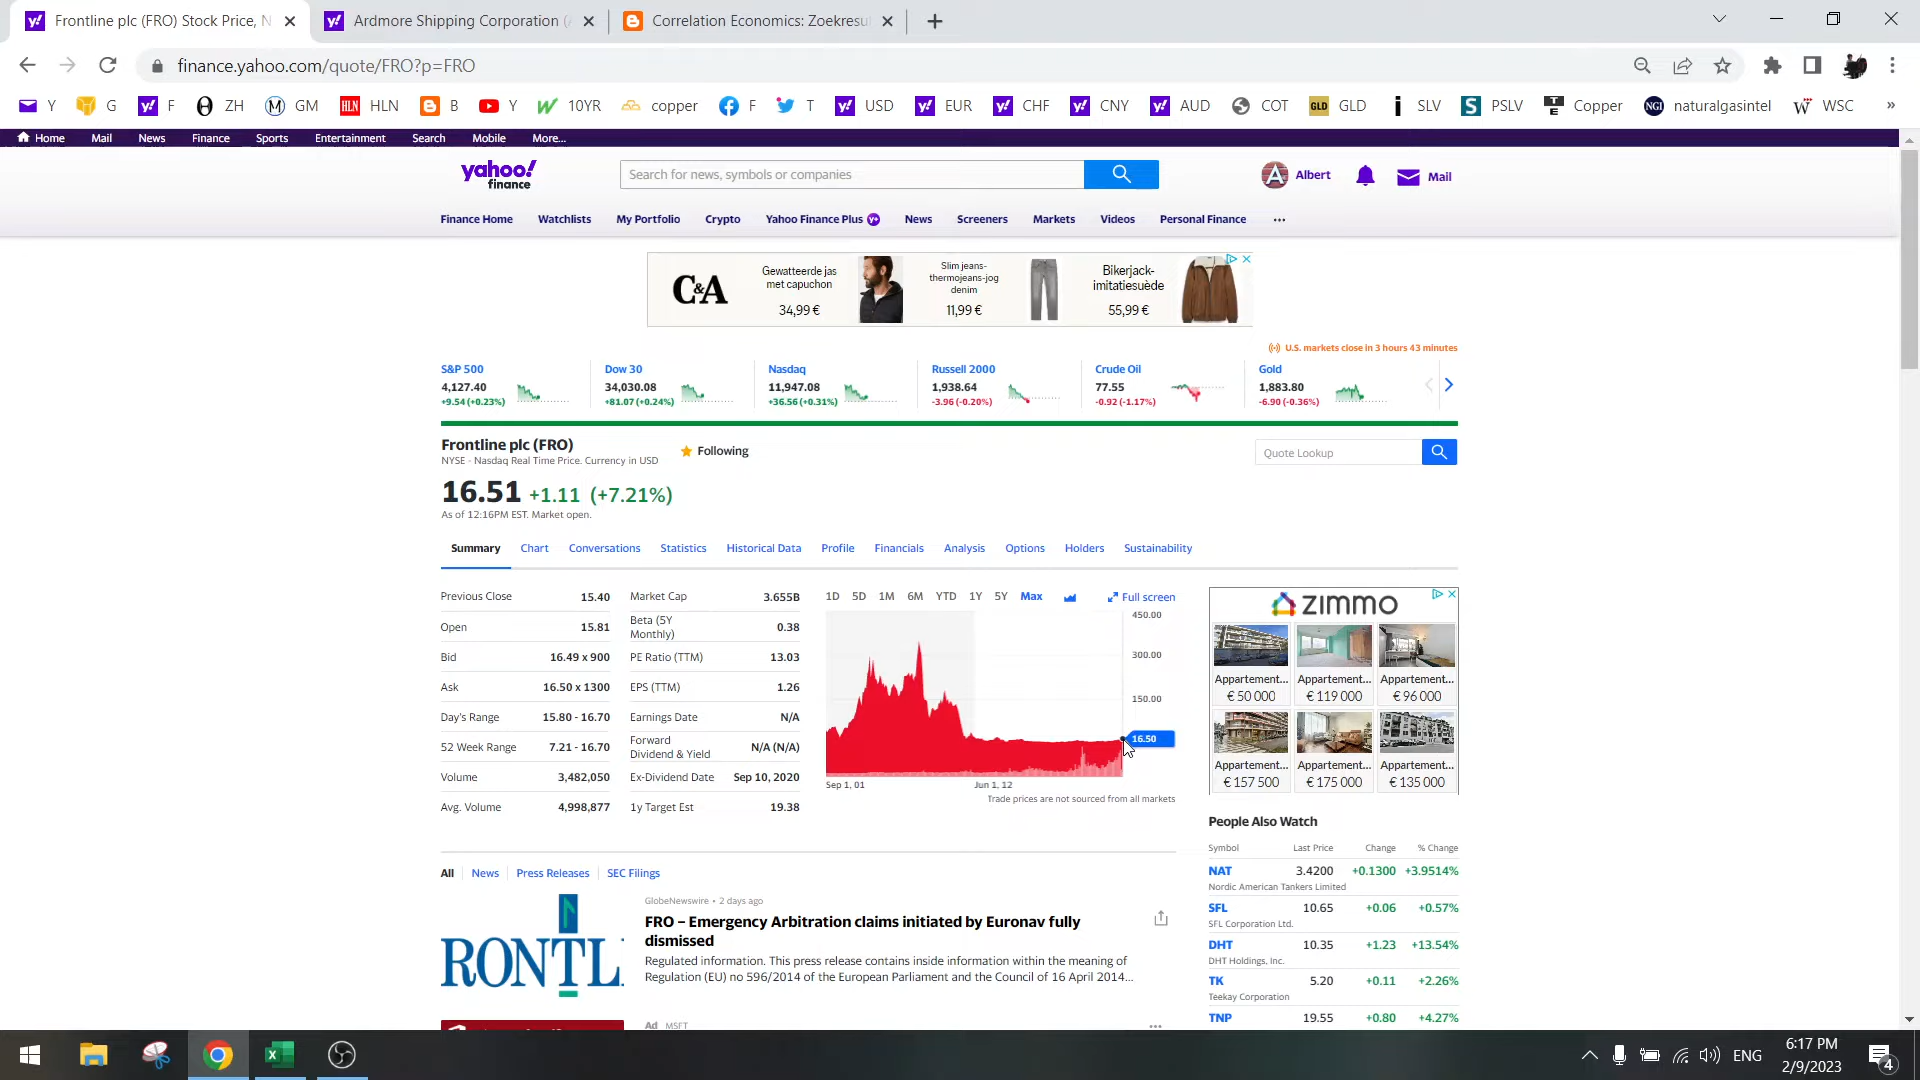 Frontline plc (FRO) Stock Price, N
Ardmore Shipping Corporation (
Correlation Economics: Zoekresul
finance.yahoo.com/quote/FRO?p=FRO
Y G F ZH GM HLN B Y 10YR copper F T USD EUR CHF CNY AUD COT GLD SLV PSLV Copper naturalgasintel WSC »
Home Mail News Finance Sports Entertainment Search Mobile More...
yahoo!
finance
Search for news, symbols or companies
Albert
Mail
Finance Home Watchlists My Portfolio Crypto Yahoo Finance Plus News Screeners Markets Videos Personal Finance ...
C&A
Gewatteerde jas
met capuchon
34,99 €
Slim jeans-
thermojeans-jog
denim
11,99 €
Bikerjack-
imitatiesuède
55,99 €
U.S. markets close in 3 hours 43 minutes
S&P 500
4,127.40
+9.54 (+0.23%)
Dow 30
34,030.08
+81.07 (+0.24%)
Nasdaq
11,947.08
+36.56 (+0.31%)
Russell 2000
1,938.64
-3.96 (-0.20%)
Crude Oil
77.55
-0.92 (-1.17%)
Gold
1,883.80
-6.90 (-0.36%)
Frontline plc (FRO)
NYSE - Nasdaq Real Time Price. Currency in USD
Following
Quote Lookup
16.51 +1.11 (+7.21%)
As of 12:16PM EST. Market open.
Summary Chart Conversations Statistics Historical Data Profile Financials Analysis Options Holders Sustainability
Previous Close 15.40
Open 15.81
Bid 16.49 x 900
Ask 16.50 x 1300
Day's Range 15.80 - 16.70
52 Week Range 7.21 - 16.70
Volume 3,482,050
Avg. Volume 4,998,877
Market Cap 3.655B
Beta (5Y
Monthly) 0.38
PE Ratio (TTM) 13.03
EPS (TTM) 1.26
Earnings Date N/A
Forward
Dividend & Yield N/A (N/A)
Ex-Dividend Date Sep 10, 2020
1y Target Est 19.38
1D 5D 1M 6M YTD 1Y 5Y Max
Full screen
450.00
300.00
150.00
16.50
Sep 1, 01 Jun 1, 12
Trade prices are not sourced from all markets
zimmo
Appartement... Appartement... Appartement...
€ 50 000 € 119 000 € 96 000
Appartement... Appartement... Appartement...
€ 157 500 € 175 000 € 135 000
People Also Watch
Symbol Last Price Change % Change
NAT 3.4200 +0.1300 +3.9514%
Nordic American Tankers Limited
SFL 10.65 +0.06 +0.57%
SFL Corporation Ltd.
DHT 10.35 +1.23 +13.54%
DHT Holdings, Inc.
TK 5.20 +0.11 +2.26%
Teekay Corporation
TNP 19.55 +0.80 +4.27%
All News Press Releases SEC Filings
RONTL
GlobeNewswire • 2 days ago
FRO – Emergency Arbitration claims initiated by Euronav fully
dismissed
Regulated information. This press release contains inside information within the meaning of
Regulation (EU) no 596/2014 of the European Parliament and the Council of 16 April 2014...
Ad MSFT
ENG
6:17 PM
2/9/2023
4